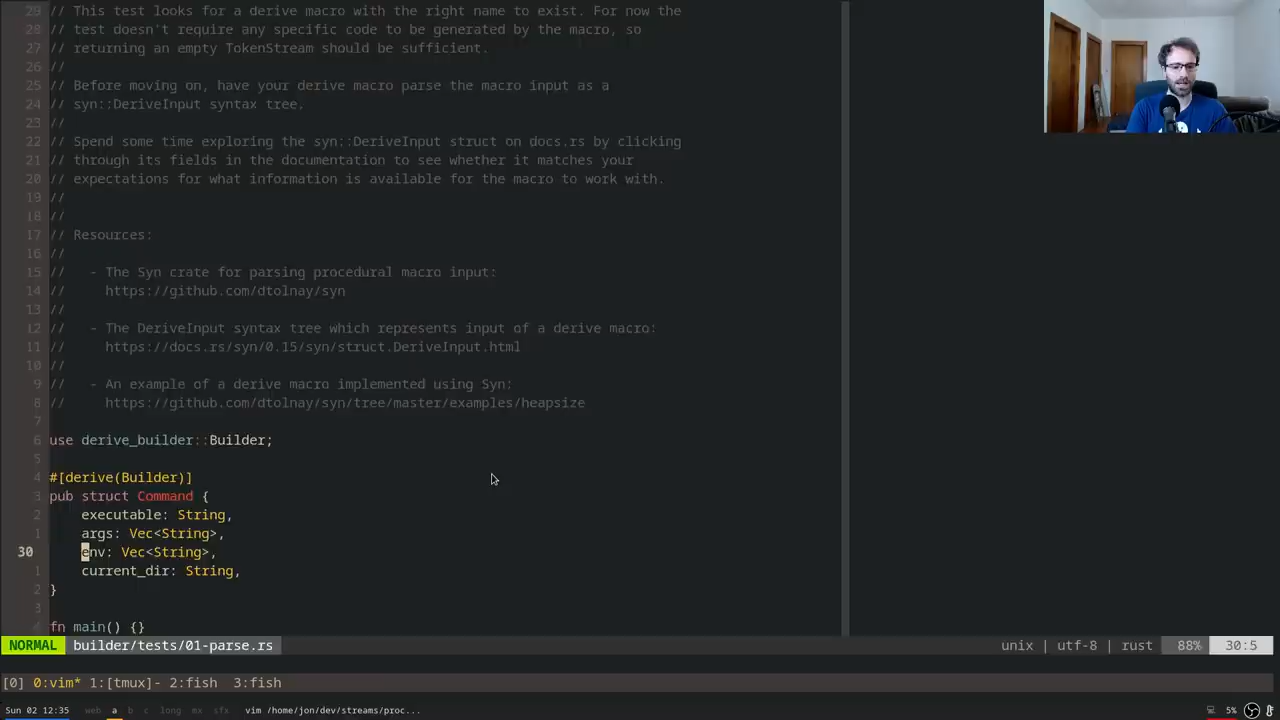 29 // This test looks for a derive macro with the right name to exist. For now the
28 // test doesn't require any specific code to be generated by the macro, so
27 // returning an empty TokenStream should be sufficient.
26 //
25 // Before moving on, have your derive macro parse the macro input as a
24 // syn::DeriveInput syntax tree.
23 //
22 // Spend some time exploring the syn::DeriveInput struct on docs.rs by clicking
21 // through its fields in the documentation to see whether it matches your
20 // expectations for what information is available for the macro to work with.
19 //
18 //
17 // Resources:
16 //
15 //   - The Syn crate for parsing procedural macro input:
14 //     https://github.com/dtolnay/syn
13 //
12 //   - The DeriveInput syntax tree which represents input of a derive macro:
11 //     https://docs.rs/syn/0.15/syn/struct.DeriveInput.html
10 //
9 //   - An example of a derive macro implemented using Syn:
8 //     https://github.com/dtolnay/syn/tree/master/examples/heapsize
7
6 use derive_builder::Builder;
5
4 #[derive(Builder)]
3 pub struct Command {
2     executable: String,
1     args: Vec<String>,
30     env: Vec<String>,
1     current_dir: String,
2 }
3
4 fn main() {}
NORMAL builder/tests/01-parse.rs unix | utf-8 | rust 88% 30:5
[0] 0:vim* 1:[tmux]- 2:fish 3:fish
Sun 02 12:35 web a b c long mx sfx vim /home/jon/dev/streams/proc... 5%